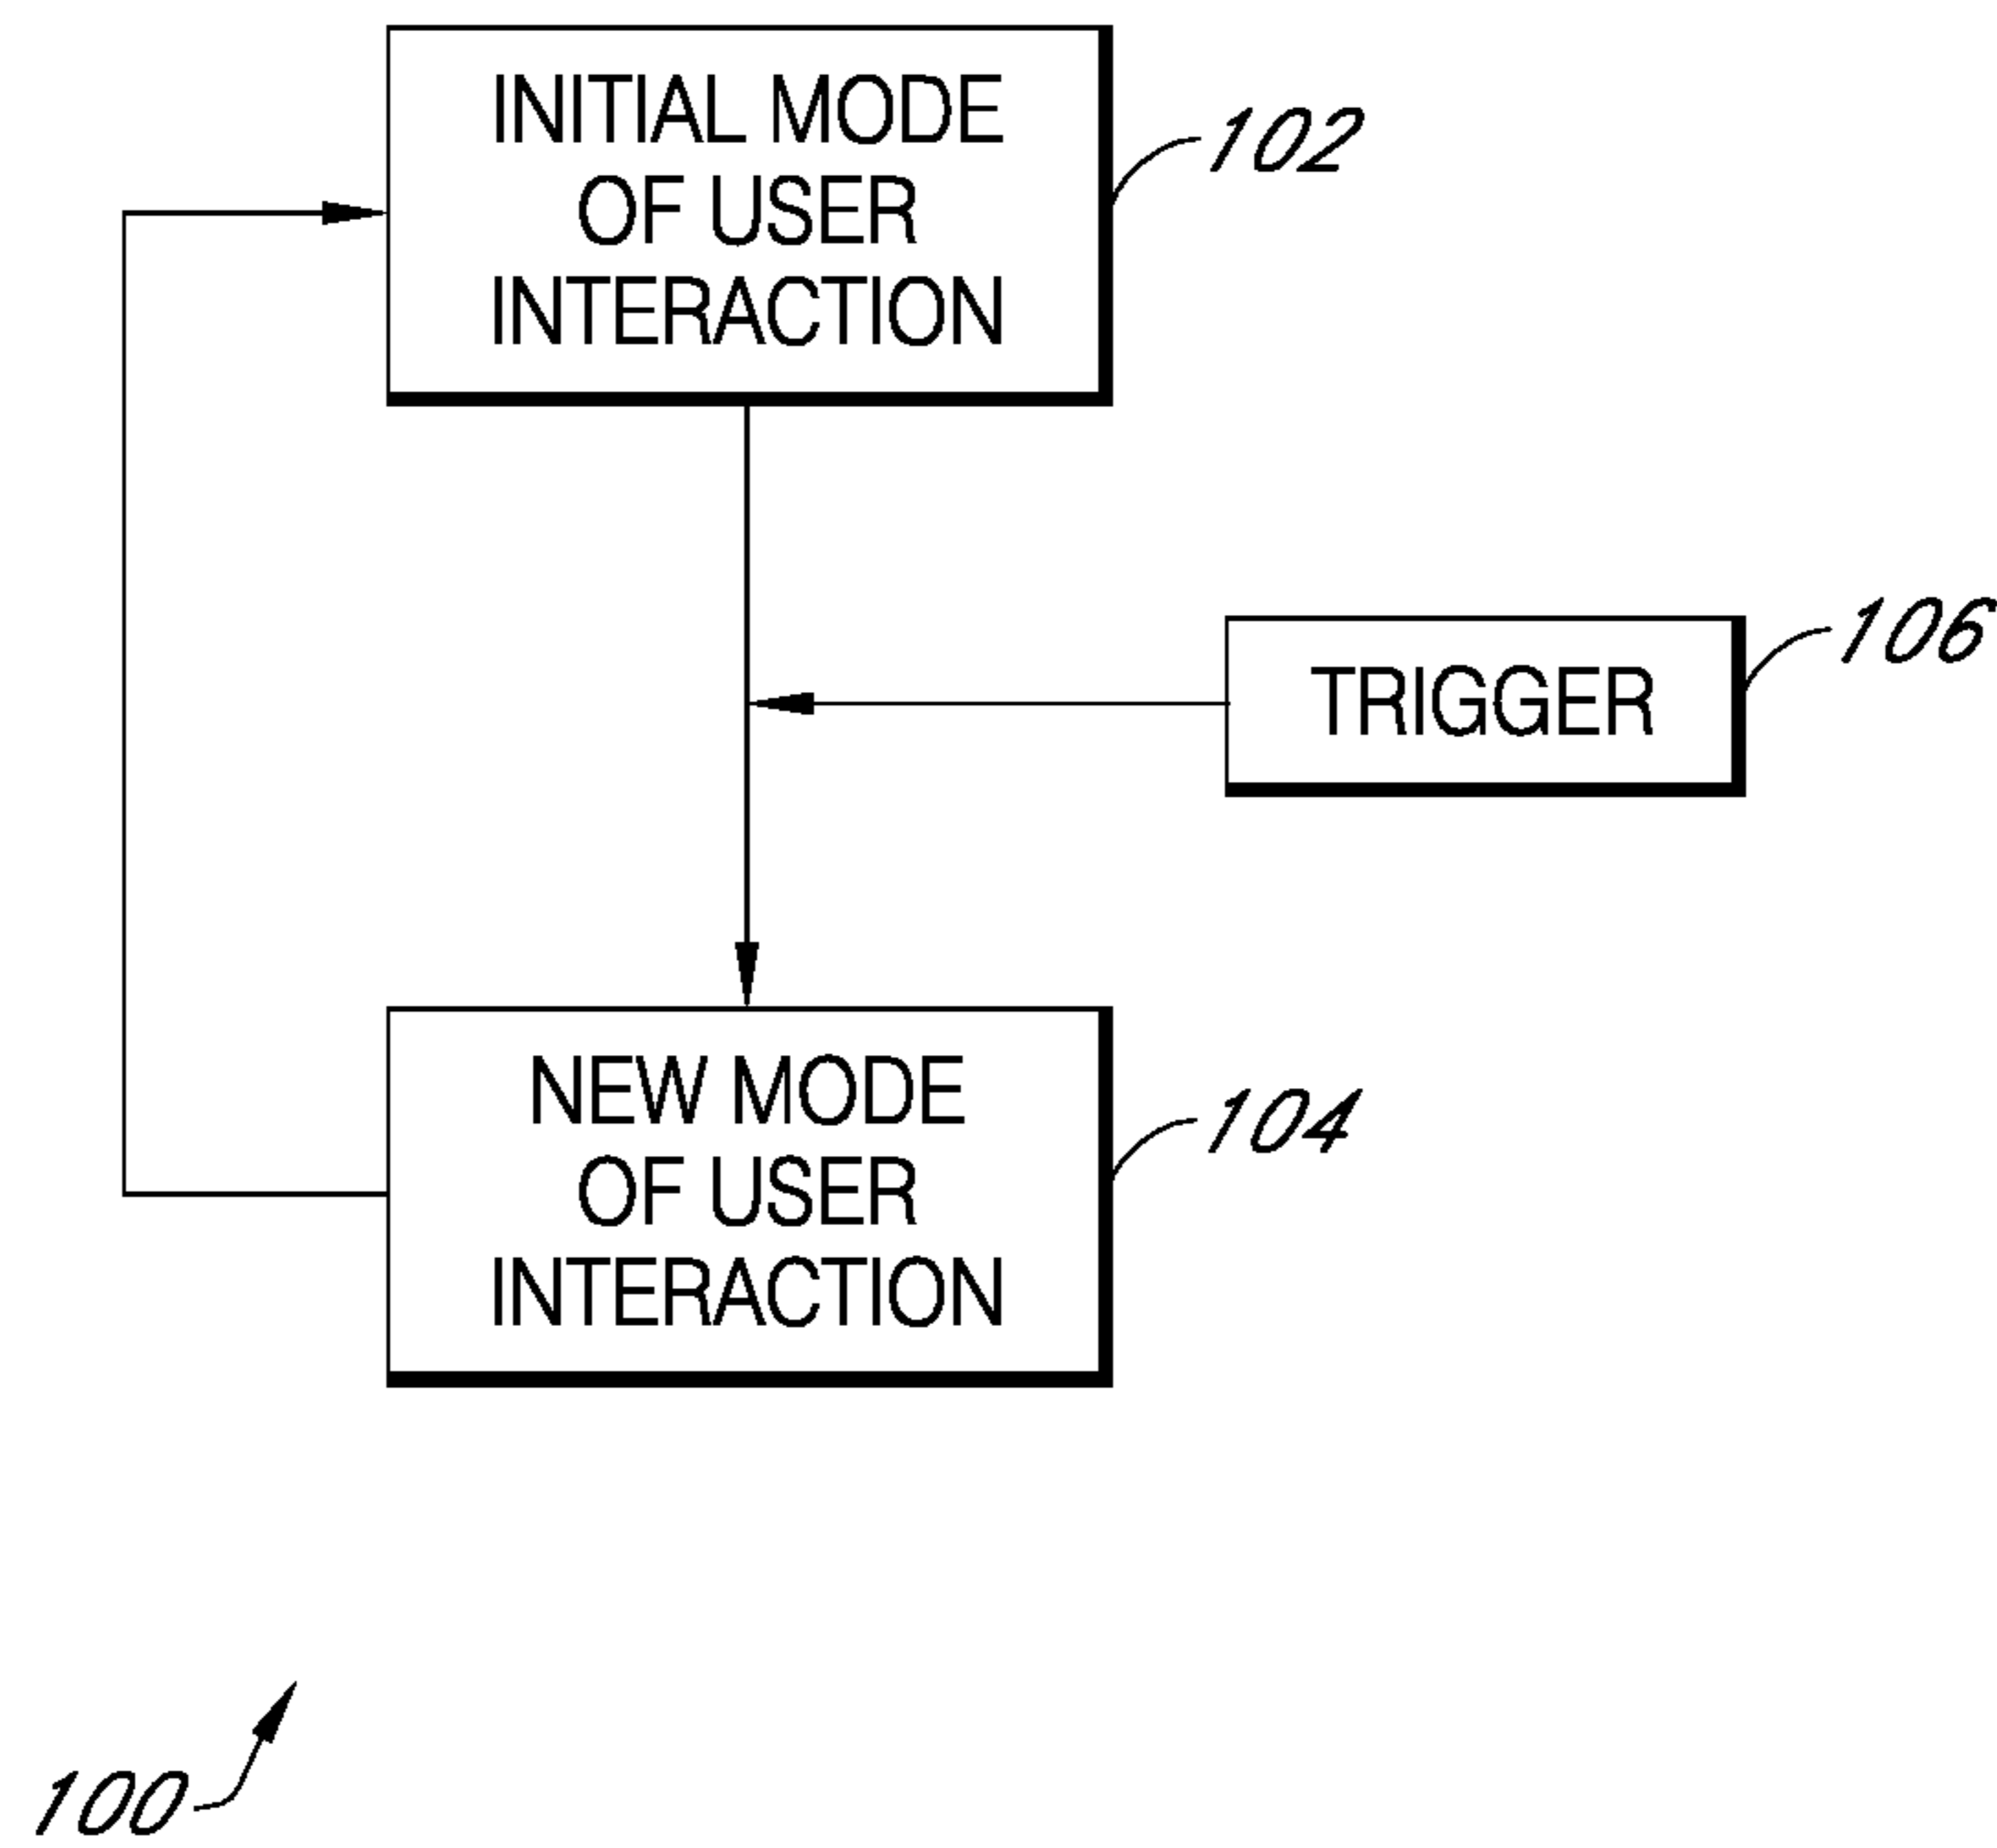 INITIAL MODE
OF USER
INTERACTION
102
TRIGGER
106
NEW MODE
OF USER
INTERACTION
104
100